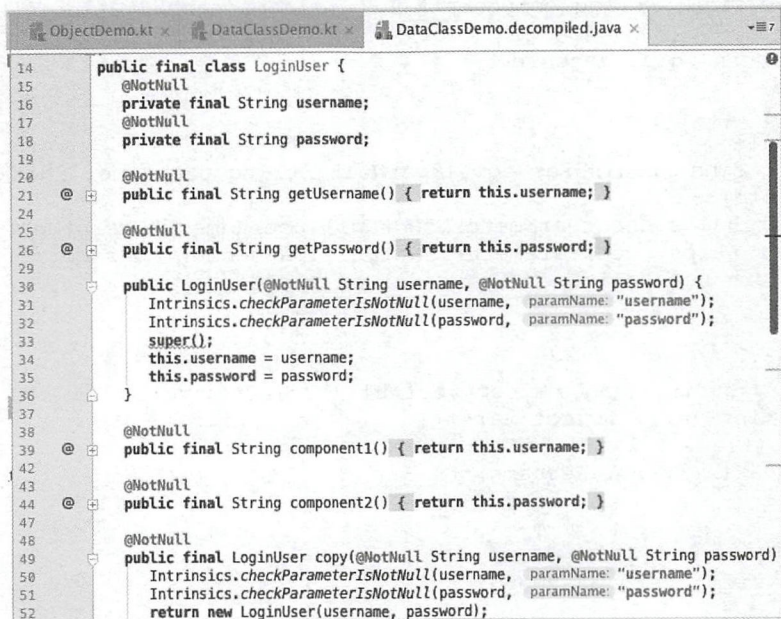 ObjectDemo.kt × DataClassDemo.kt × DataClassDemo.decompiled.java × 7
14 public final class LoginUser {
15 @NotNull
16 private final String username;
17 @NotNull
18 private final String password;
19
20 @NotNull
21 @ public final String getUsername() { return this.username; }
24
25 @NotNull
26 @ public final String getPassword() { return this.password; }
29
30 public LoginUser(@NotNull String username, @NotNull String password) {
31 Intrinsics.checkParameterIsNotNull(username, paramName: "username");
32 Intrinsics.checkParameterIsNotNull(password, paramName: "password");
33 super();
34 this.username = username;
35 this.password = password;
36 }
37
38 @NotNull
39 @ public final String component1() { return this.username; }
42
43 @NotNull
44 @ public final String component2() { return this.password; }
47
48 @NotNull
49 public final LoginUser copy(@NotNull String username, @NotNull String password)
50 Intrinsics.checkParameterIsNotNull(username, paramName: "username");
51 Intrinsics.checkParameterIsNotNull(password, paramName: "password");
52 return new LoginUser(username, password);